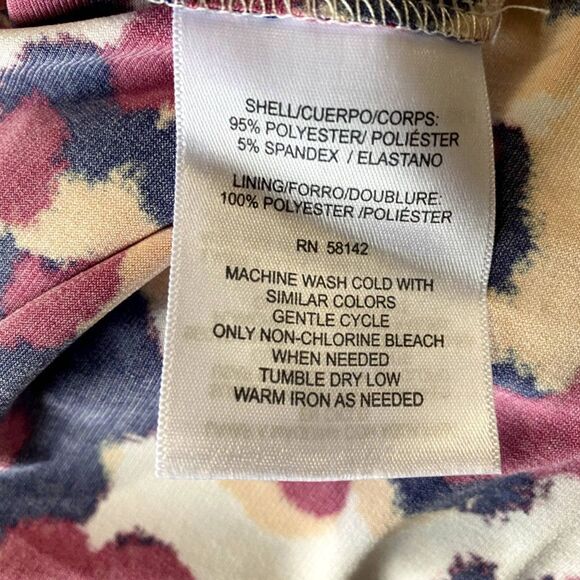 SHELL/CUERPO/CORPS:
95% POLYESTER/ POLIÉSTER
5% SPANDEX / ELASTANO
LINING/FORRO/DOUBLURE:
100% POLYESTER /POLIÉSTER
RN 58142
MACHINE WASH COLD WITH
SIMILAR COLORS
GENTLE CYCLE
ONLY NON-CHLORINE BLEACH
WHEN NEEDED
TUMBLE DRY LOW
WARM IRON AS NEEDED